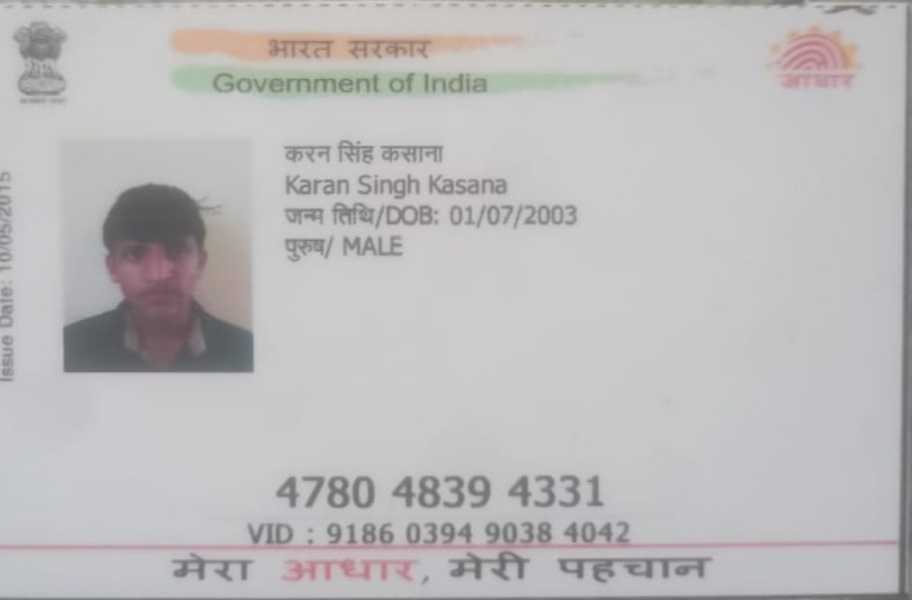 भारत सरकार
Government of India
आधार
Issue Date: 10/05/2015
करन सिंह कसाना
Karan Singh Kasana
जन्म तिथि/DOB: 01/07/2003
पुरुष/ MALE
4780 4839 4331
VID : 9186 0394 9038 4042
मेरा आधार, मेरी पहचान